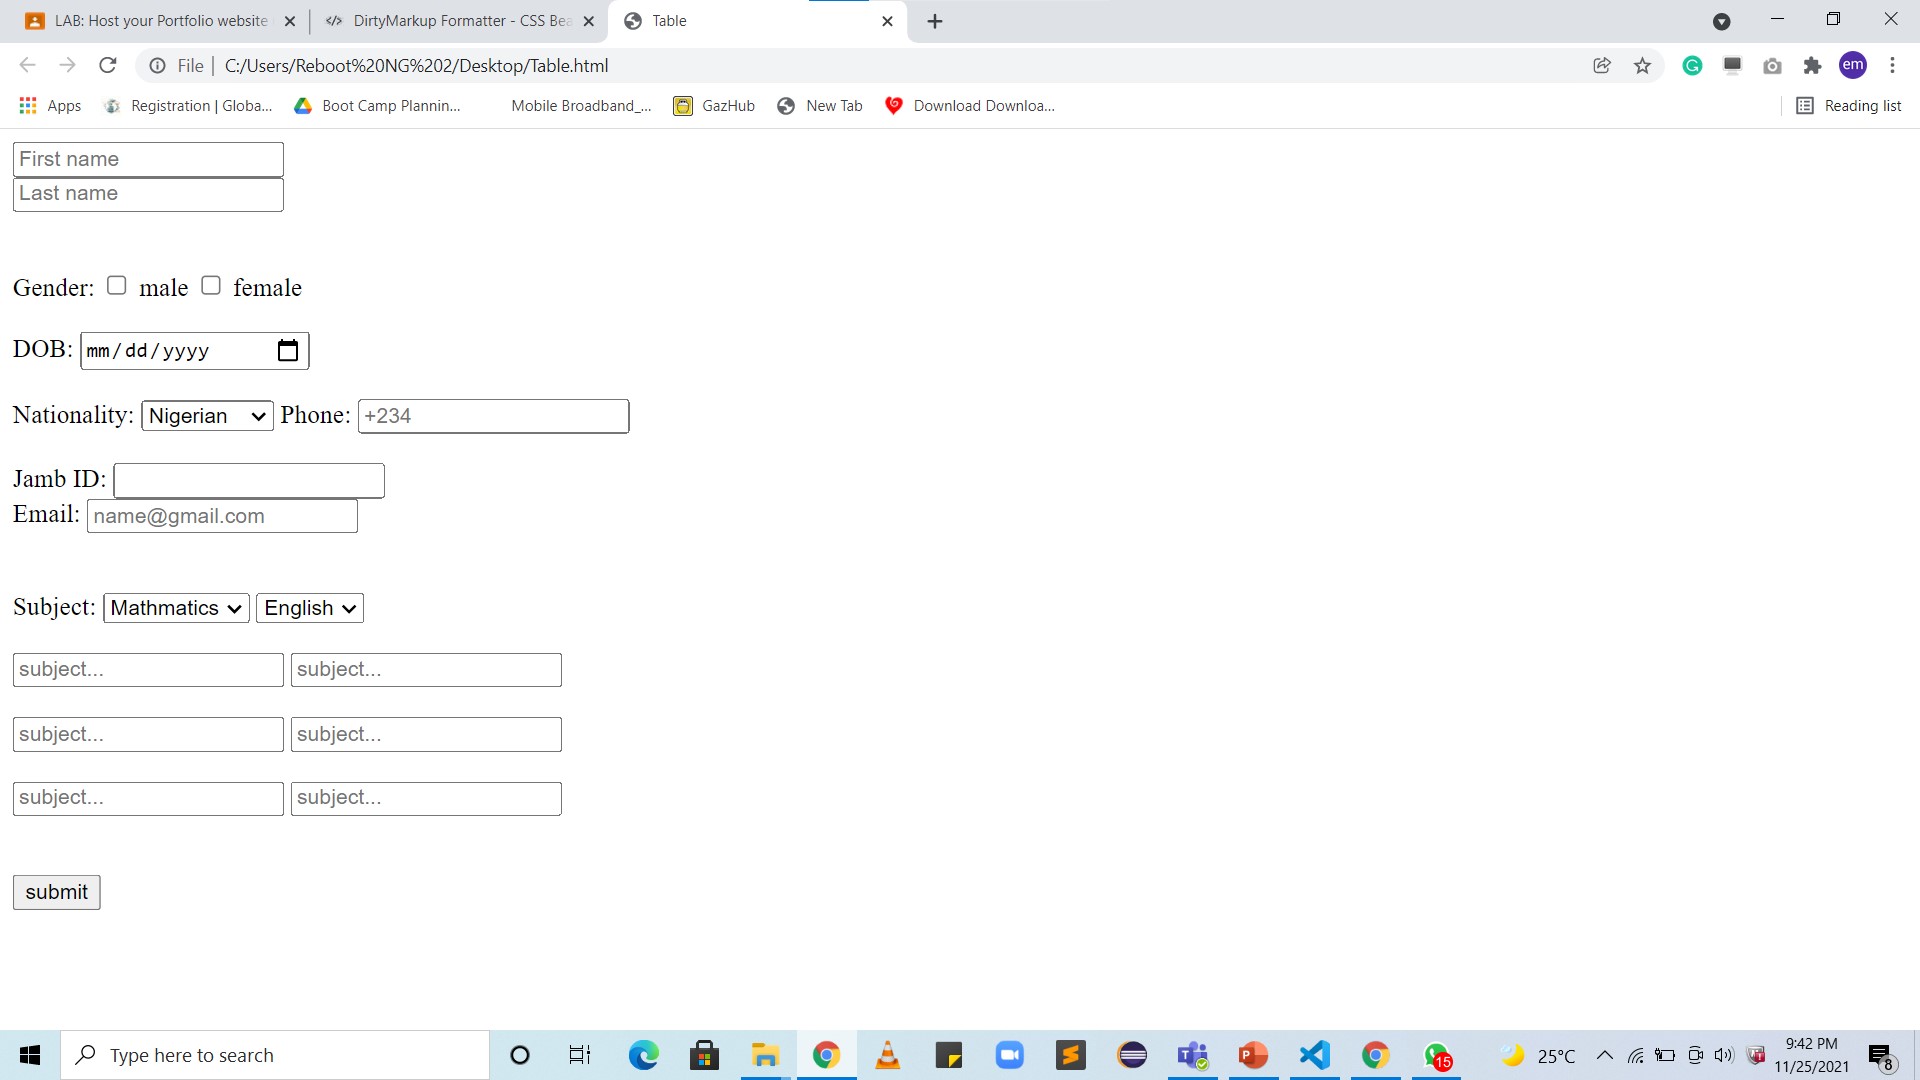 LAB: Host your Portfolio website
DirtyMarkup Formatter - CSS Bea
Table
File
C:/Users/Reboot%20NG%202/Desktop/Table.html
em
Apps
Registration | Globa...
Boot Camp Plannin...
Mobile Broadband_...
GazHub
New Tab
Download Downloa...
Reading list
First name
Last name
Gender: male female
DOB: mm/dd/yyyy
Nationality: Nigerian Phone: +234
Jamb ID:
Email: name@gmail.com
Subject: Mathmatics English
subject... subject...
subject... subject...
subject... subject...
submit
Type here to search
15
25°C
9:42 PM
11/25/2021
8